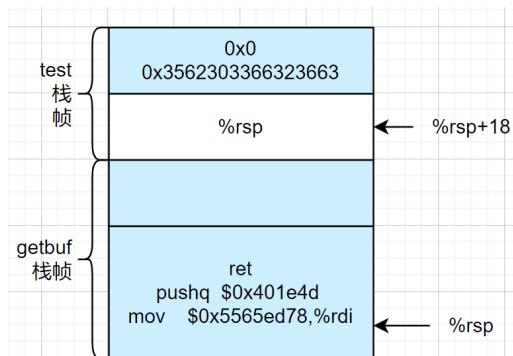 0x0
0x3562303366323663
test
栈
帧
%rsp
%rsp+18
getbuf
栈帧
ret
pushq $0x401e4d
mov $0x5565ed78,%rdi
%rsp